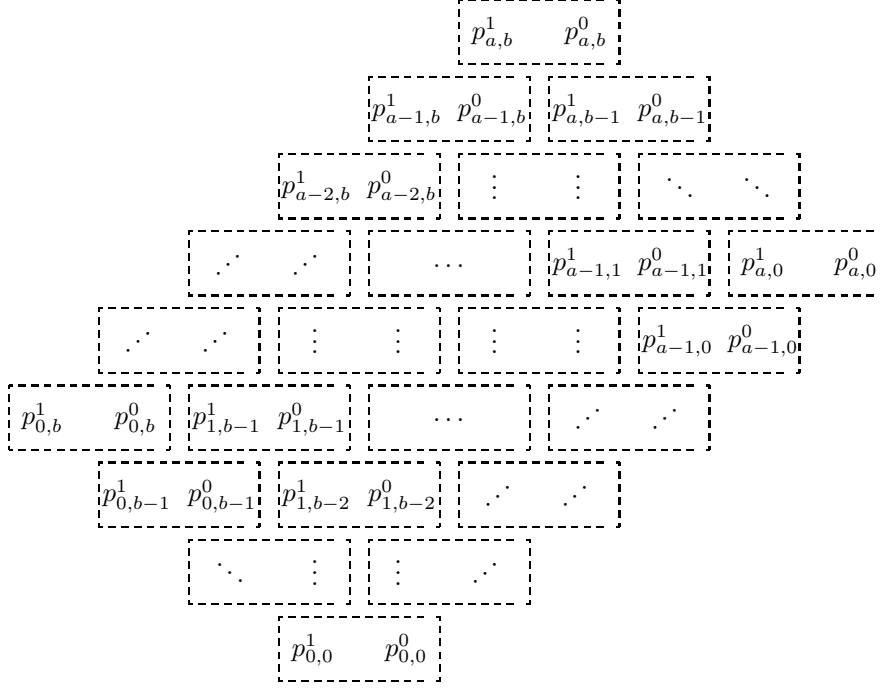 p^1_{a,b} p^0_{a,b}
p^1_{a-1,b} p^0_{a-1,b} p^1_{a,b-1} p^0_{a,b-1}
p^1_{a-2,b} p^0_{a-2,b} ⋮ ⋮ ⋱ ⋱
⋰ ⋰ ⋯ p^1_{a-1,1} p^0_{a-1,1} p^1_{a,0} p^0_{a,0}
⋰ ⋰ ⋮ ⋮ ⋮ ⋮ p^1_{a-1,0} p^0_{a-1,0}
p^1_{0,b} p^0_{0,b} p^1_{1,b-1} p^0_{1,b-1} ⋯ ⋰ ⋰
p^1_{0,b-1} p^0_{0,b-1} p^1_{1,b-2} p^0_{1,b-2} ⋰ ⋰
⋱ ⋮ ⋮ ⋰
p^1_{0,0} p^0_{0,0}